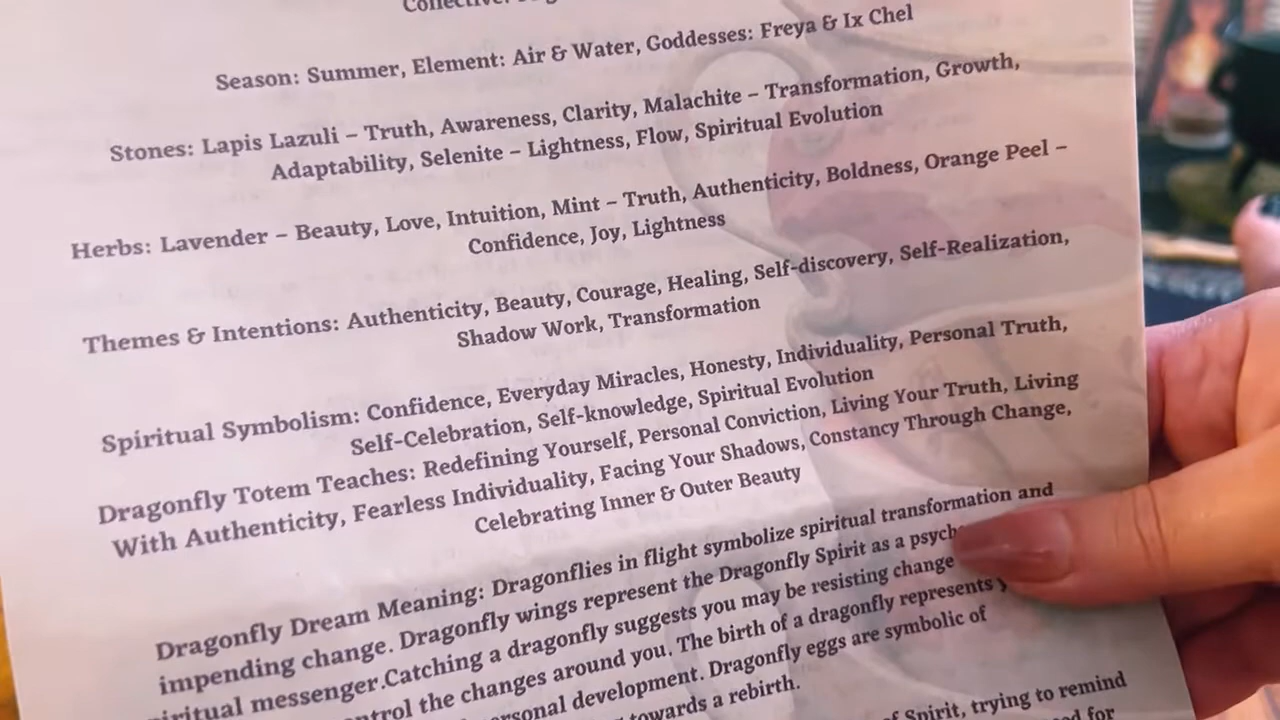 Season: Summer, Element: Air & Water, Goddesses: Freya & Ix Chel
Stones: Lapis Lazuli – Truth, Awareness, Clarity, Malachite – Transformation, Growth,
Adaptability, Selenite – Lightness, Flow, Spiritual Evolution
Herbs: Lavender – Beauty, Love, Intuition, Mint – Truth, Authenticity, Boldness, Orange Peel –
Confidence, Joy, Lightness
Themes & Intentions: Authenticity, Beauty, Courage, Healing, Self-discovery, Self-Realization,
Shadow Work, Transformation
Spiritual Symbolism: Confidence, Everyday Miracles, Honesty, Individuality, Personal Truth,
Self-Celebration, Self-knowledge, Spiritual Evolution
Dragonfly Totem Teaches: Redefining Yourself, Personal Conviction, Living Your Truth, Living
With Authenticity, Fearless Individuality, Facing Your Shadows, Constancy Through Change,
Celebrating Inner & Outer Beauty
Dragonfly Dream Meaning: Dragonflies in flight symbolize spiritual transformation and
impending change. Dragonfly wings represent the Dragonfly Spirit as a
messenger.Catching a dragonfly suggests you may be resisting change
the changes around you. The birth of a dragonfly represents
development. Dragonfly eggs are symbolic of
towards a rebirth.
of Spirit, trying to remind
for